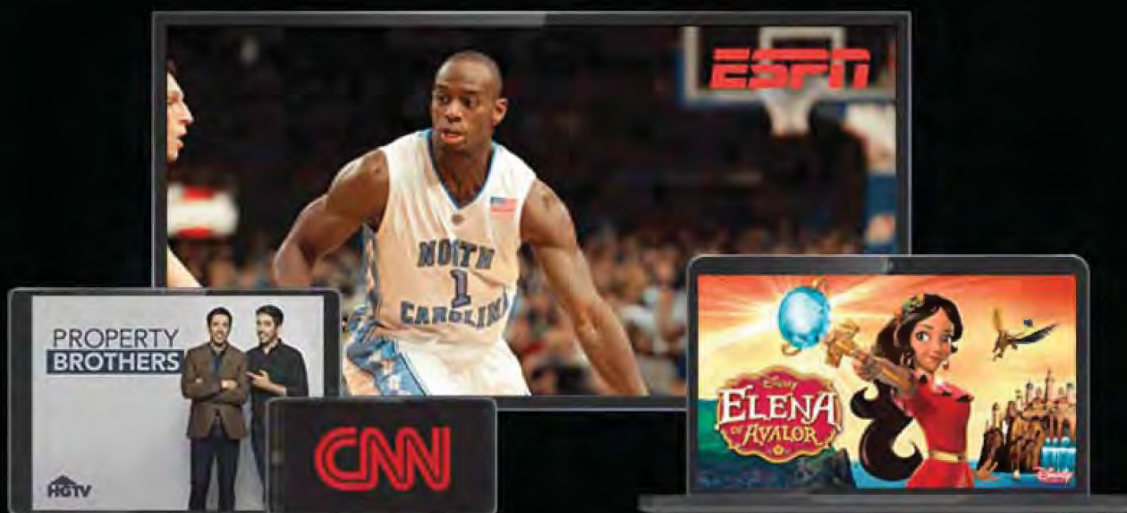 ESPN
NORTH
1
CAROLINA
PROPERTY
BROTHERS
HGTV
CNN
Disney
ELENA
OF AVALOR
Disney